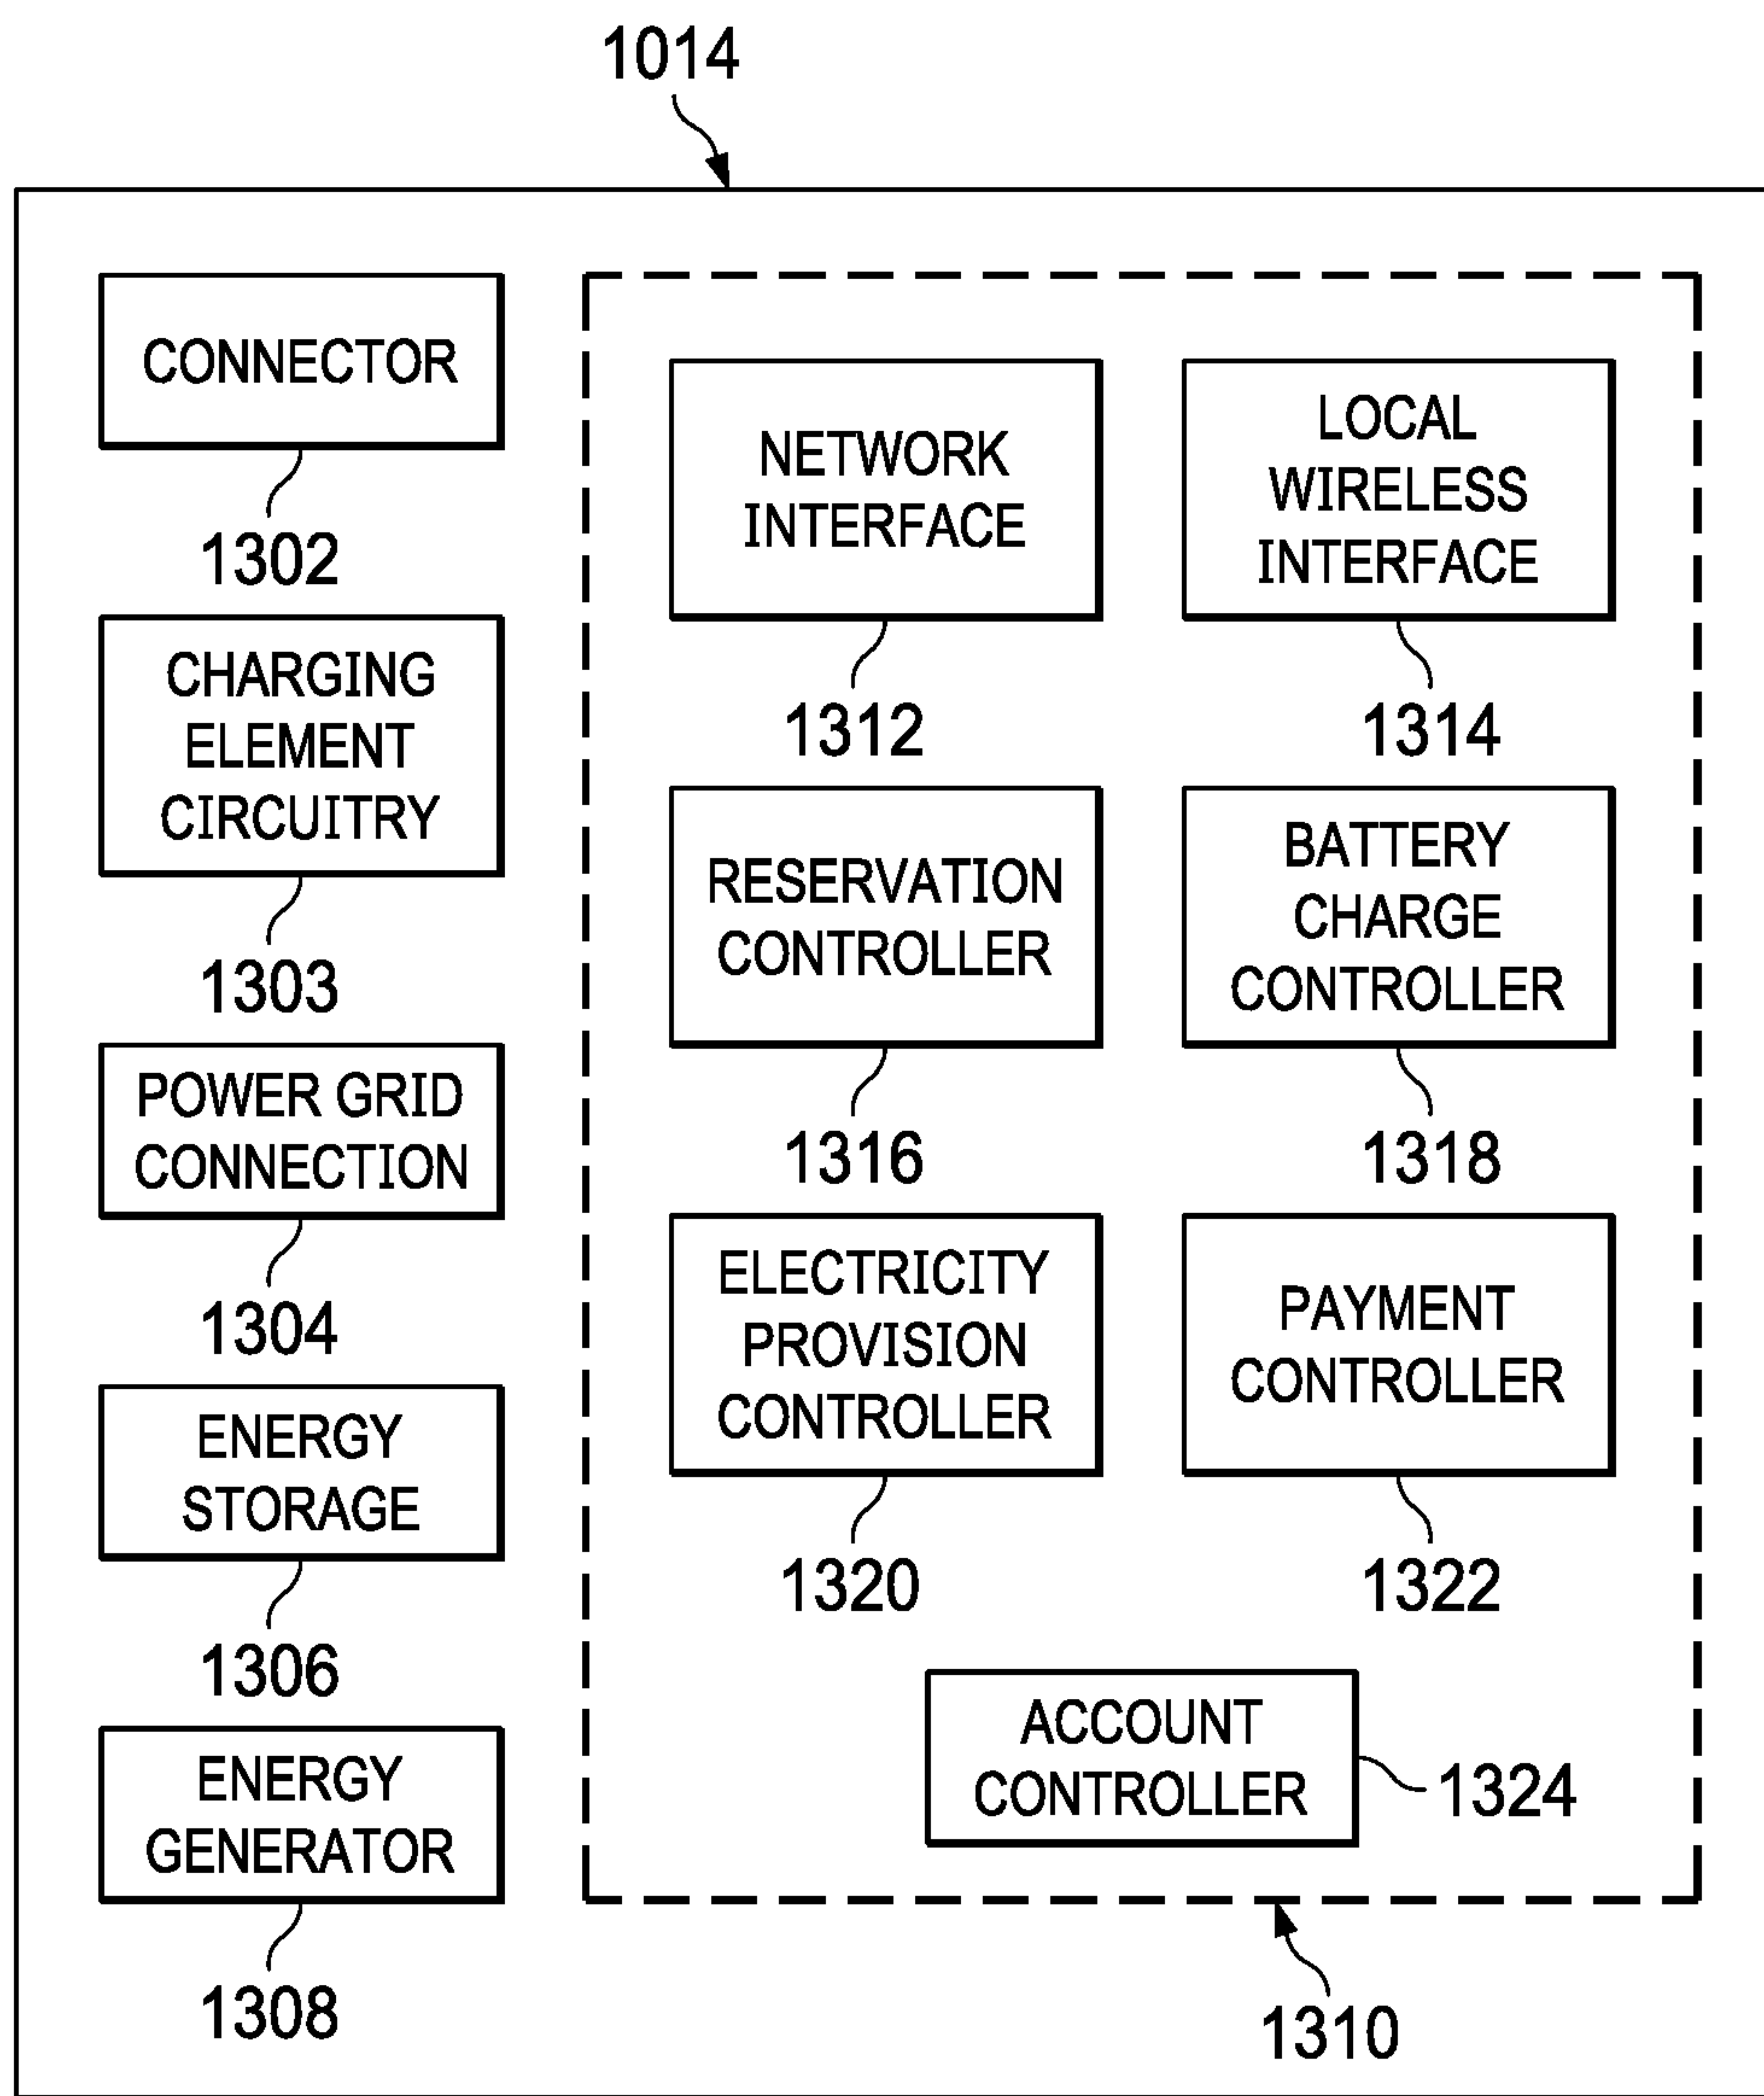 1014
CONNECTOR
1302
CHARGING
ELEMENT
CIRCUITRY
1303
POWER GRID
CONNECTION
1304
ENERGY
STORAGE
1306
ENERGY
GENERATOR
1308
NETWORK
INTERFACE
1312
LOCAL
WIRELESS
INTERFACE
1314
RESERVATION
CONTROLLER
1316
BATTERY
CHARGE
CONTROLLER
1318
ELECTRICITY
PROVISION
CONTROLLER
1320
PAYMENT
CONTROLLER
1322
ACCOUNT
CONTROLLER
1324
1310